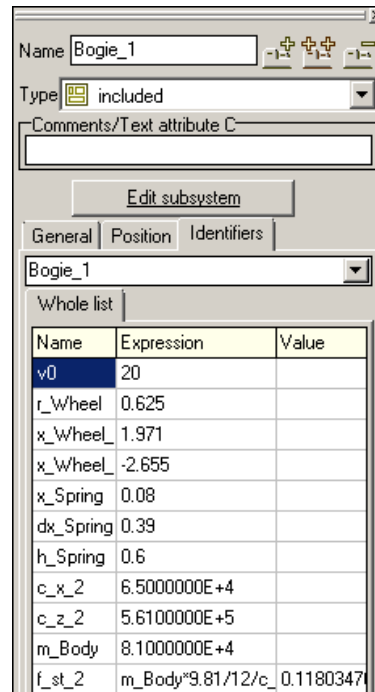 Name Bogie_1
Type included
Comments/Text attribute C
Edit subsystem
General Position Identifiers
Bogie_1
Whole list
Name Expression Value
v0 20
r_Wheel 0.625
x_Wheel_ 1.971
x_Wheel_ -2.655
x_Spring 0.08
dx_Spring 0.39
h_Spring 0.6
c_x_2 6.5000000E+4
c_z_2 5.6100000E+5
m_Body 8.1000000E+4
f_st_2 m_Body*9.81/12/c_ 0.1180347